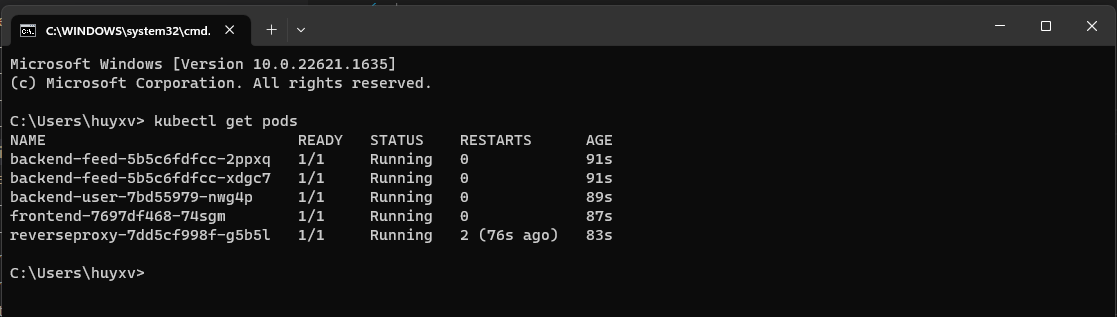 C:\WINDOWS\system32\cmd.
Microsoft Windows [Version 10.0.22621.1635]
(c) Microsoft Corporation. All rights reserved.
C:\Users\huyxv> kubectl get pods
NAME READY STATUS RESTARTS AGE
backend-feed-5b5c6fdfcc-2ppxq 1/1 Running 0 91s
backend-feed-5b5c6fdfcc-xdgc7 1/1 Running 0 91s
backend-user-7bd55979-nwg4p 1/1 Running 0 89s
frontend-7697df468-74sgm 1/1 Running 0 87s
reverseproxy-7dd5cf998f-g5b5l 1/1 Running 2 (76s ago) 83s
C:\Users\huyxv>